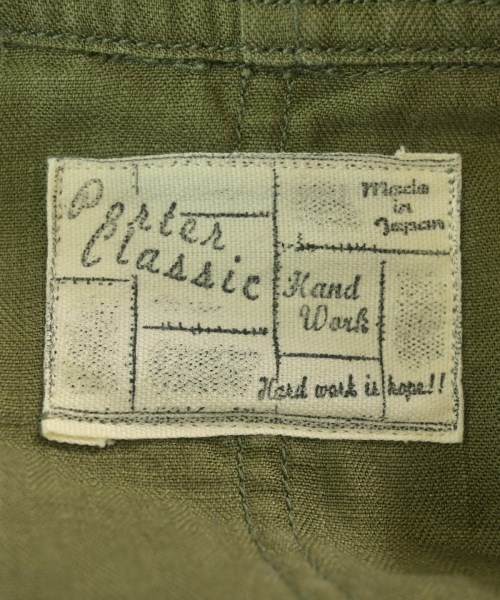 Porter
Classic
Made
in
Japan
Hand
Work
Hard work is hope!!